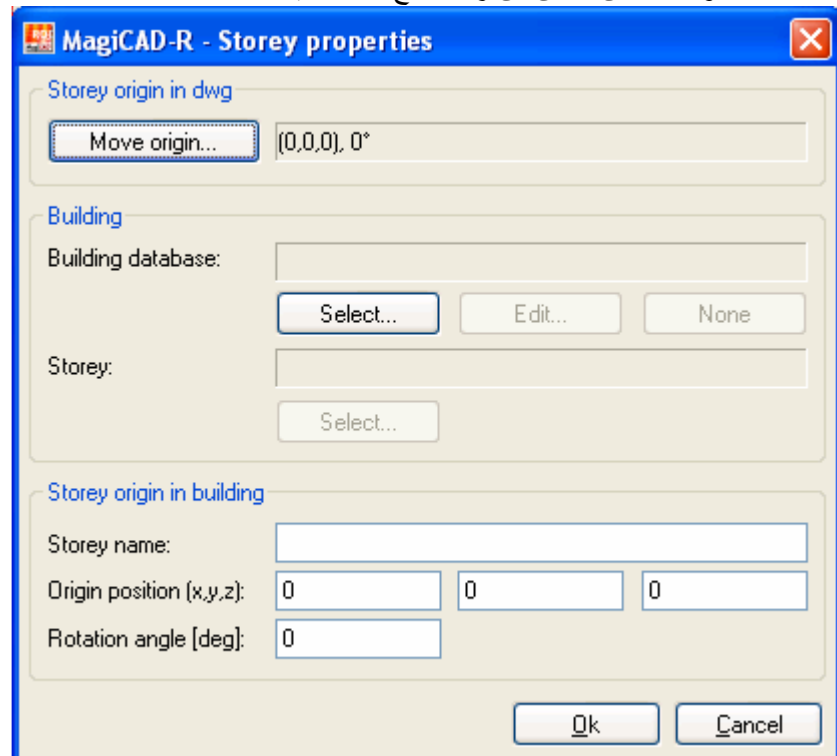 MagiCAD-R - Storey properties
Storey origin in dwg
Move origin... (0,0,0), 0°
Building
Building database:
Select... Edit... None
Storey:
Select...
Storey origin in building
Storey name:
Origin position (x,y,z): 0 0 0
Rotation angle [deg]: 0
Ok Cancel